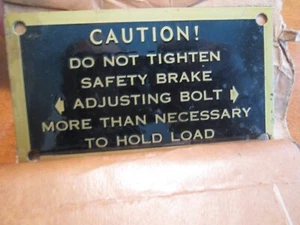 CAUTION!
DO NOT TIGHTEN
SAFETY BRAKE
ADJUSTING BOLT
MORE THAN NECESSARY
TO HOLD LOAD